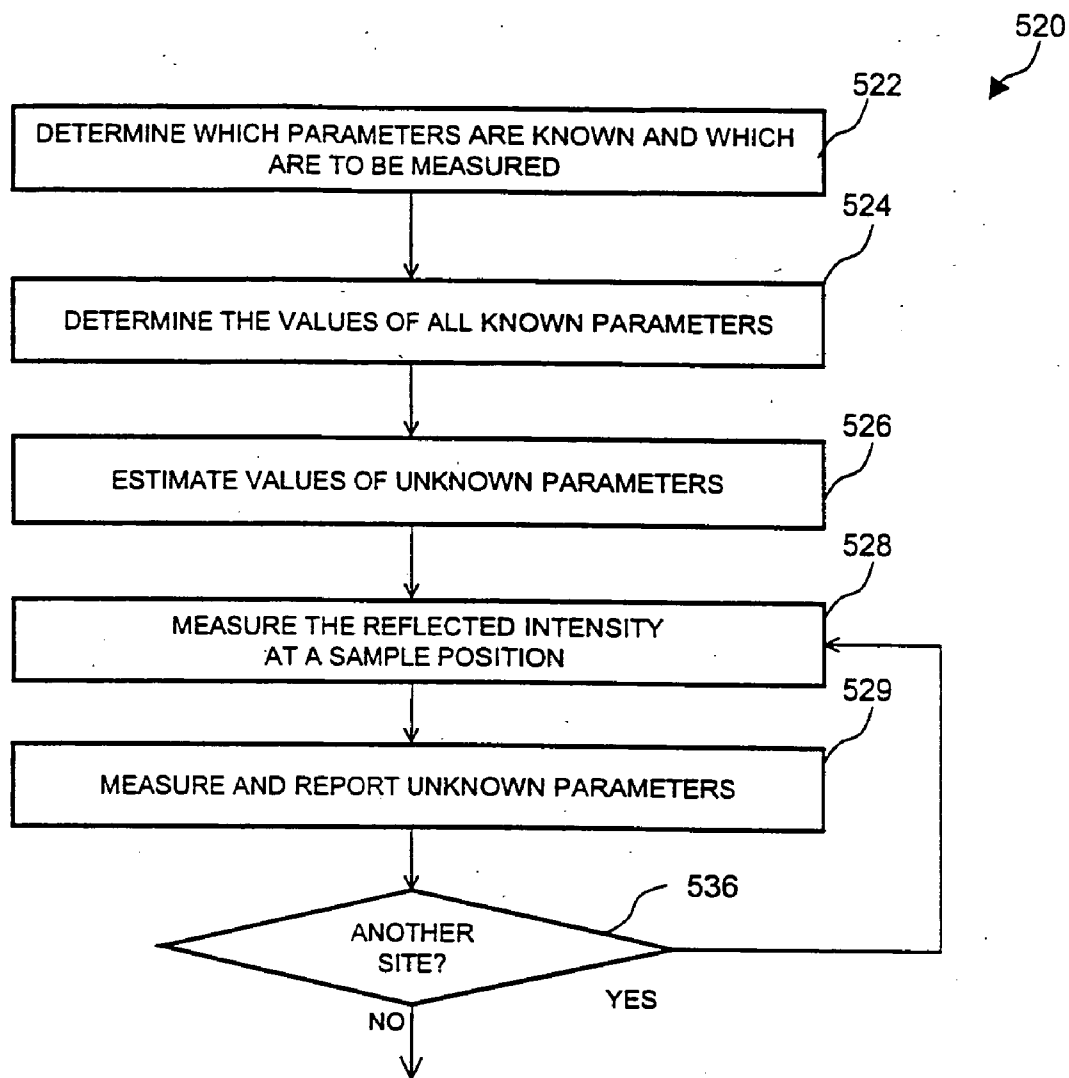 520
522
DETERMINE WHICH PARAMETERS ARE KNOWN AND WHICH
ARE TO BE MEASURED
524
DETERMINE THE VALUES OF ALL KNOWN PARAMETERS
526
ESTIMATE VALUES OF UNKNOWN PARAMETERS
528
MEASURE THE REFLECTED INTENSITY
AT A SAMPLE POSITION
529
MEASURE AND REPORT UNKNOWN PARAMETERS
536
ANOTHER
SITE?
YES
NO